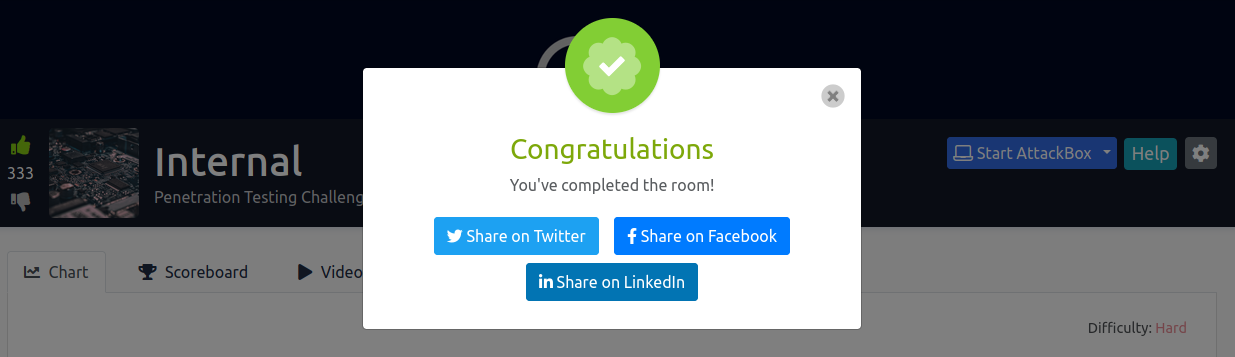 Congratulations
You've completed the room!
Share on Twitter
Share on Facebook
Share on LinkedIn
333
Internal
Penetration Testing Challeng
Start AttackBox
Help
Chart
Scoreboard
Video
Difficulty: Hard